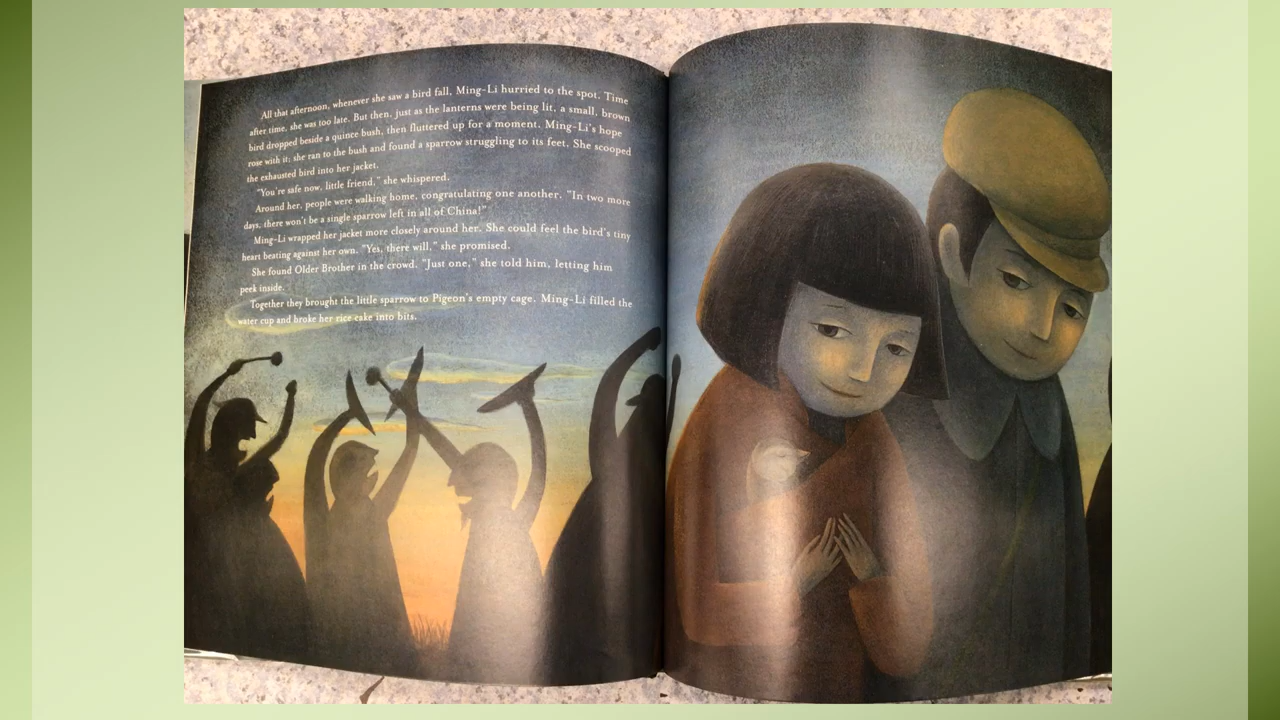 All that afternoon, whenever she saw a bird fall, Ming-Li hurried to the spot. Time
after time, she was too late. But then, just as the lanterns were being lit, a small, brown
bird dropped beside a quince bush, then fluttered up for a moment. Ming-Li's hope
rose with it; she ran to the bush and found a sparrow struggling to its feet. She scooped
the exhausted bird into her jacket.
"You're safe now, little friend," she whispered.
Around her, people were walking home, congratulating one another. "In two more
days, there won't be a single sparrow left in all of China!"
Ming-Li wrapped her jacket more closely around her. She could feel the bird's tiny
heart beating against her own. "Yes, there will," she promised.
She found Older Brother in the crowd. "Just one," she told him, letting him
peek inside.
Together they brought the little sparrow to Pigeon's empty cage. Ming-Li filled the
water cup and broke her rice cake into bits.